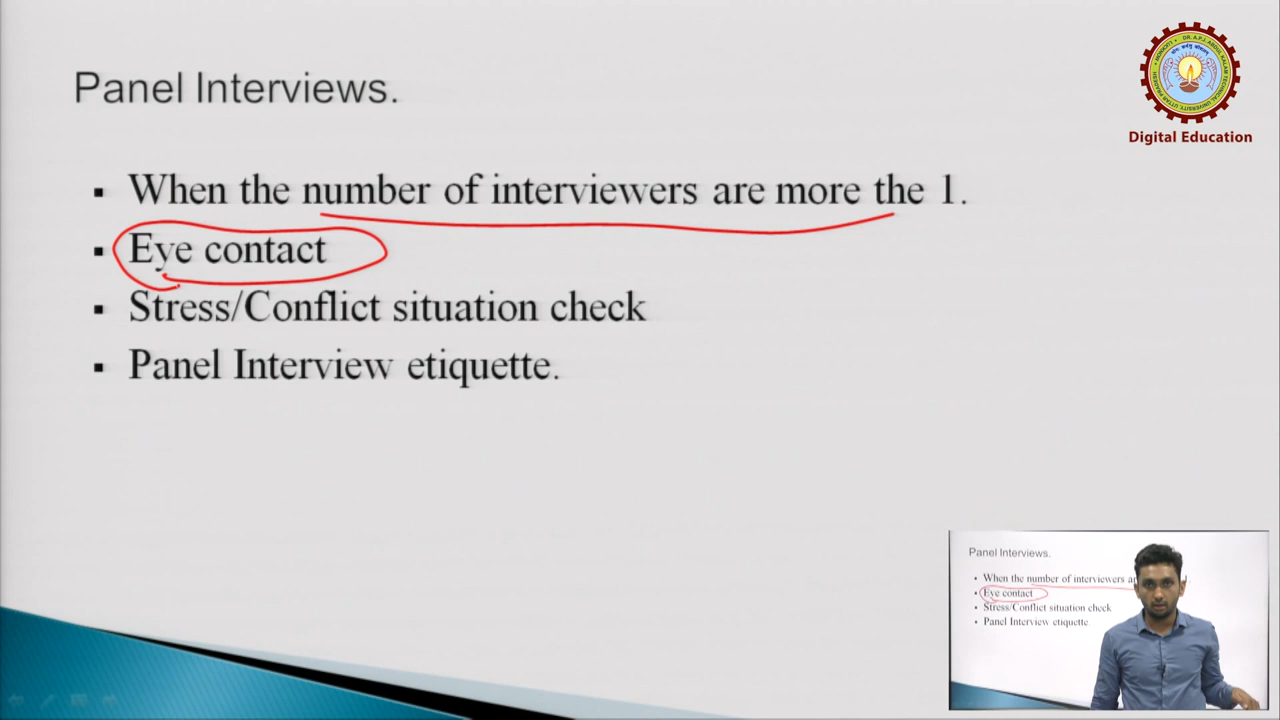 Panel Interviews.
Digital Education
▪ When the number of interviewers are more the 1.
▪ Eye contact
▪ Stress/Conflict situation check
▪ Panel Interview etiquette.
Panel Interviews.
• When the number of interviewers a
• Eye contact
• Stress/Conflict situation check
• Panel Interview etiquette